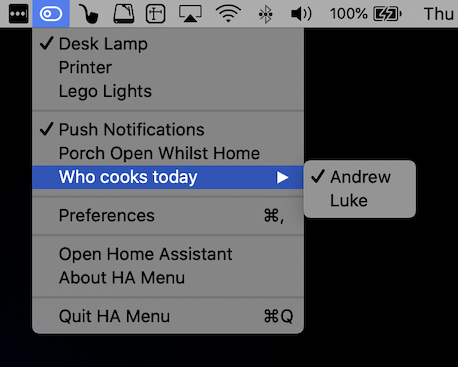 100% Thu
Desk Lamp
Printer
Lego Lights
Push Notifications
Porch Open Whilst Home
Who cooks today
Andrew
Luke
Preferences ⌘,
Open Home Assistant
About HA Menu
Quit HA Menu ⌘Q